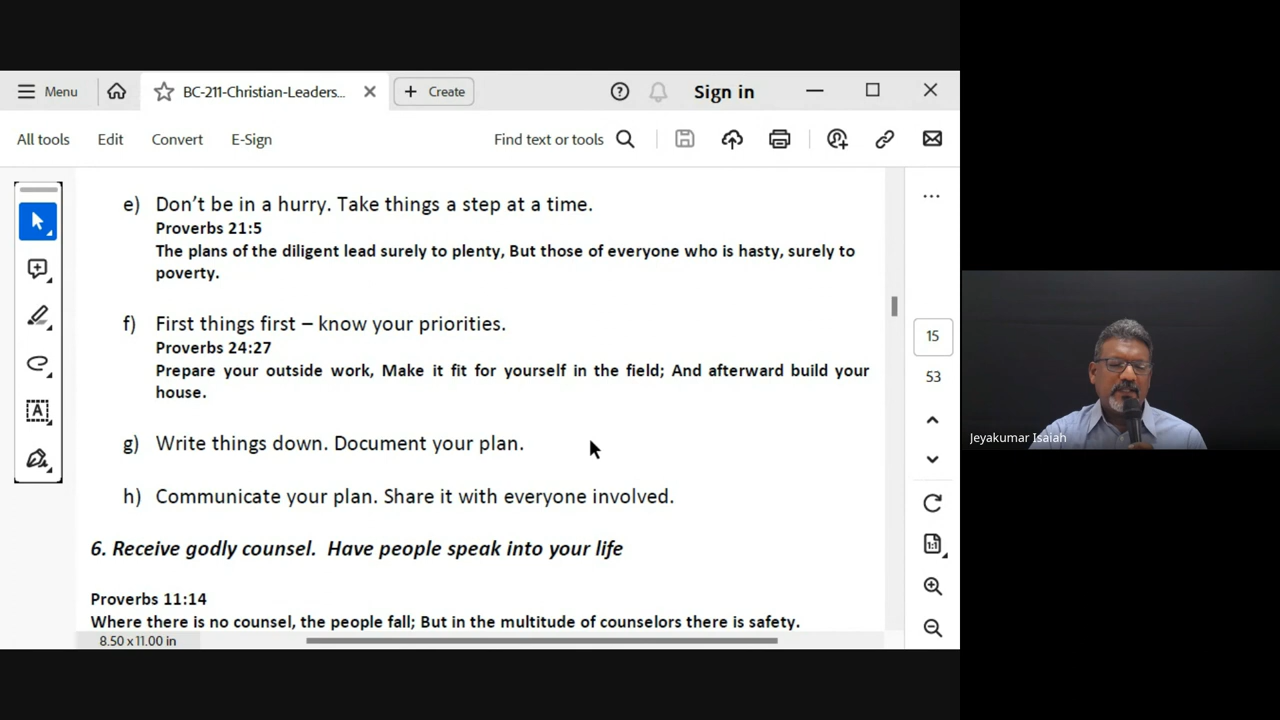 Menu
BC-211-Christian-Leaders...
Create
Sign in
All tools
Edit
Convert
E-Sign
Find text or tools
e) Don’t be in a hurry. Take things a step at a time.
Proverbs 21:5
The plans of the diligent lead surely to plenty, But those of everyone who is hasty, surely to
poverty.
f) First things first – know your priorities.
Proverbs 24:27
Prepare your outside work, Make it fit for yourself in the field; And afterward build your
house.
g) Write things down. Document your plan.
h) Communicate your plan. Share it with everyone involved.
6. Receive godly counsel. Have people speak into your life
Proverbs 11:14
Where there is no counsel, the people fall; But in the multitude of counselors there is safety.
8.50 x 11.00 in
15
53
1:1
Jeyakumar Isaiah